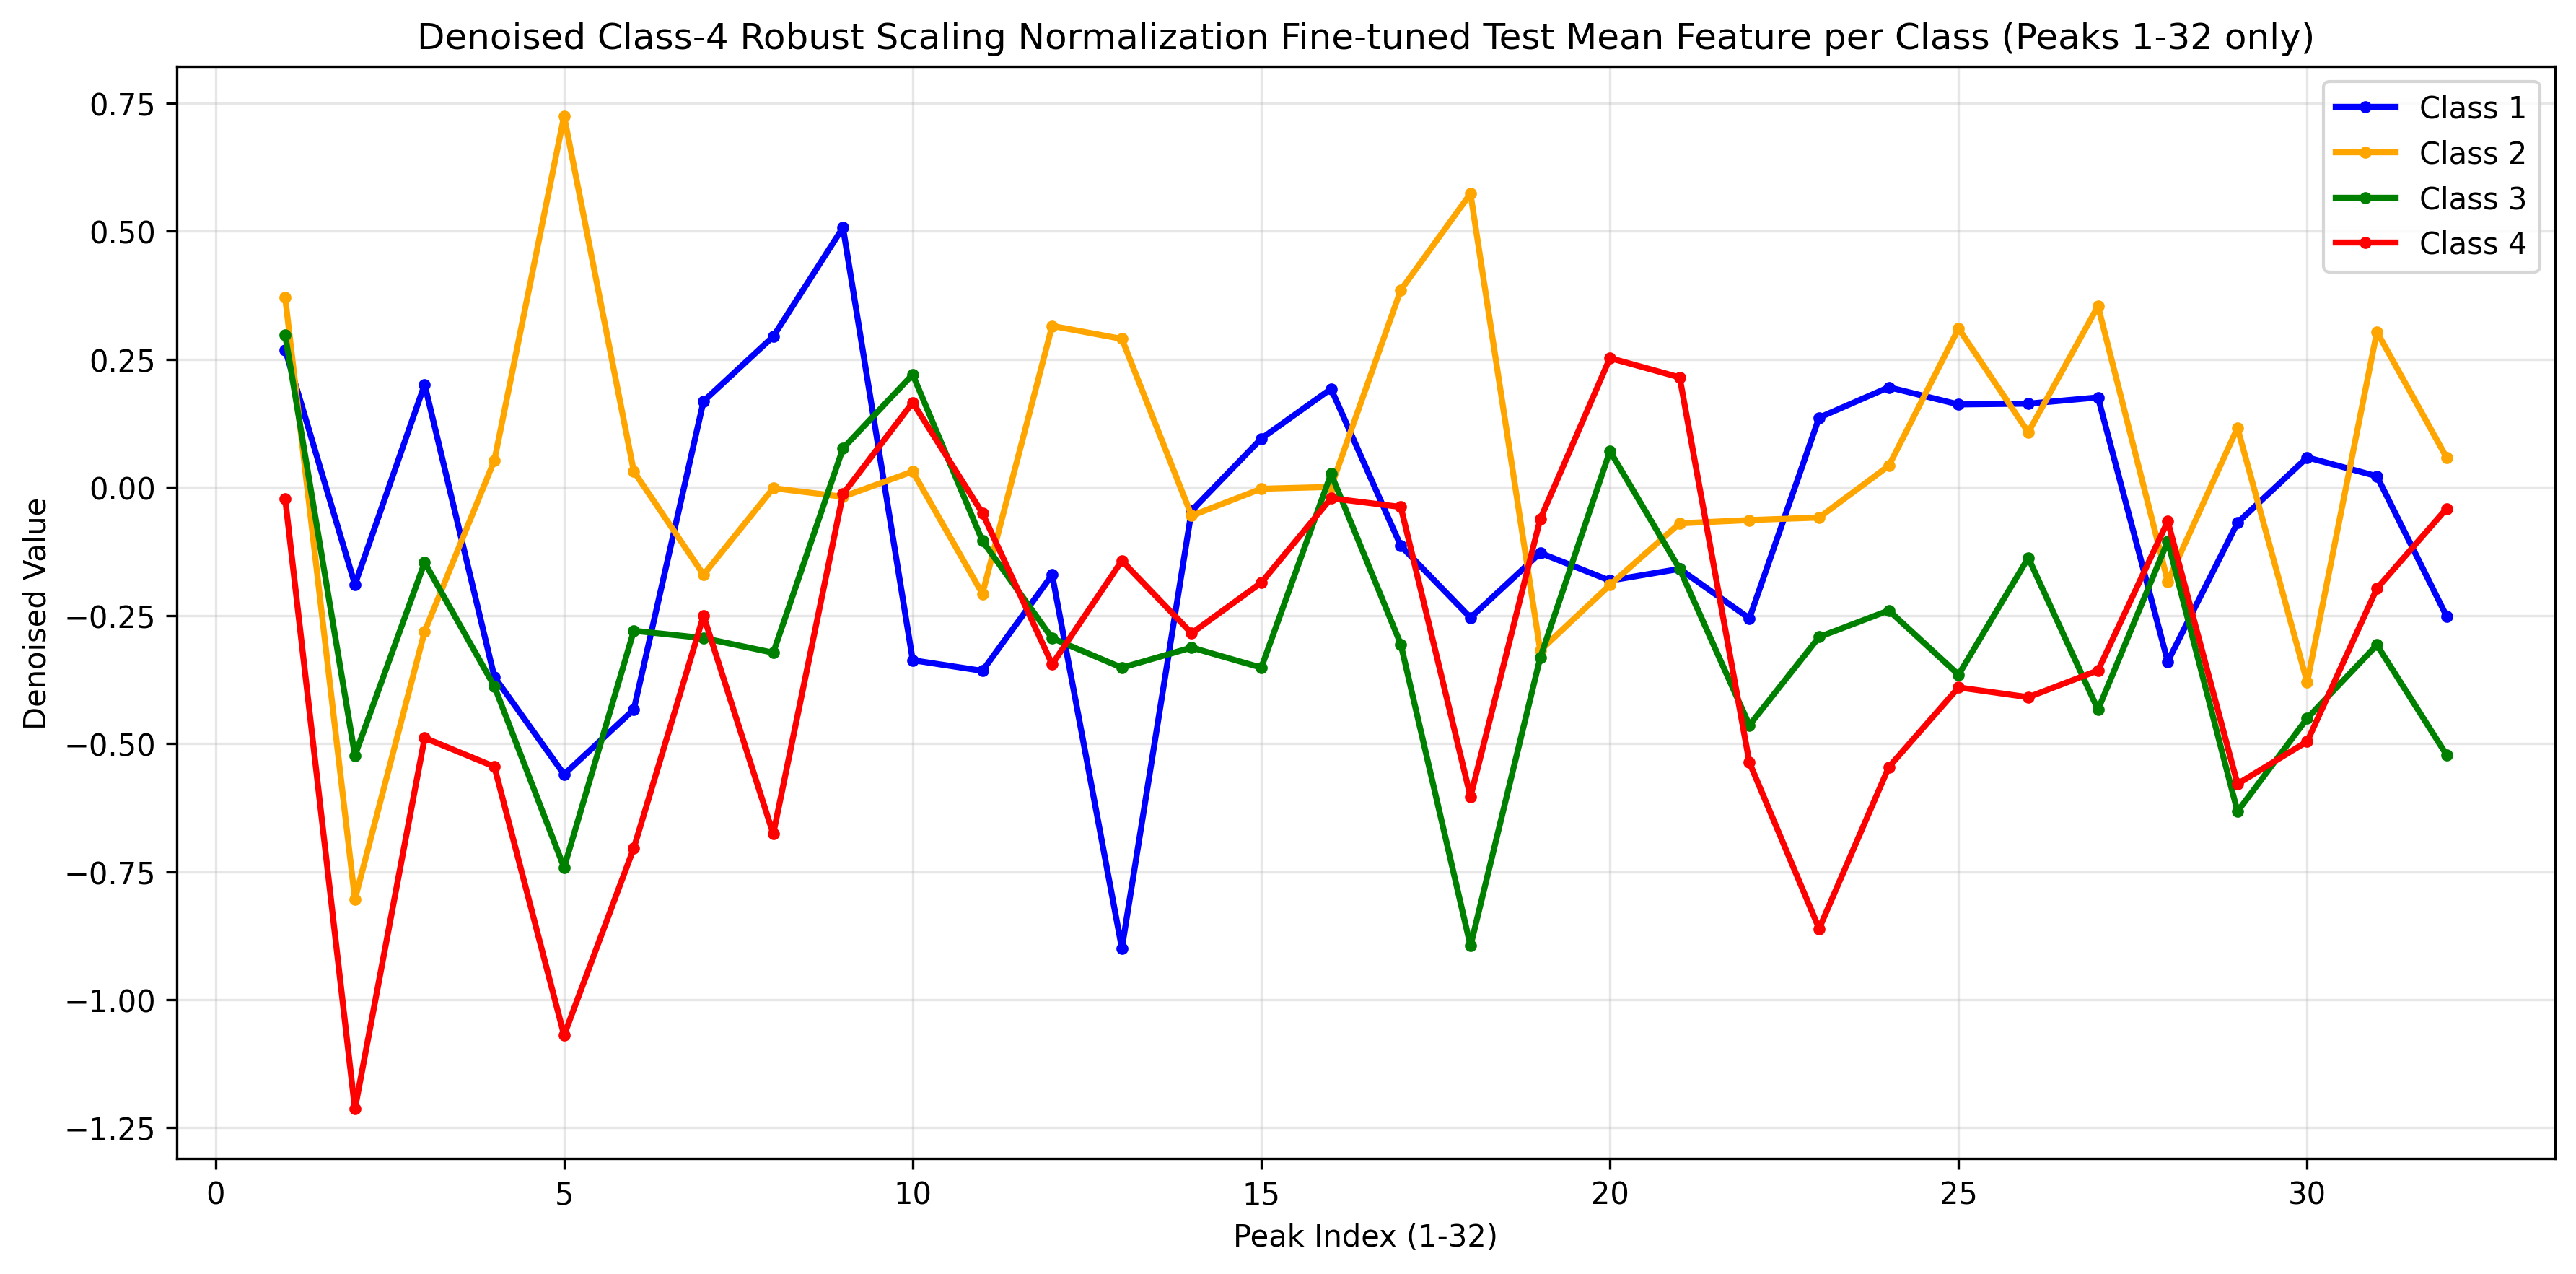 Denoised Class-4 Robust Scaling Normalization Fine-tuned Test Mean Feature per Class (Peaks 1-32 only)
Class 1
Class 2
Class 3
Class 4
Denoised Value
0.75
0.50
0.25
0.00
−0.25
−0.50
−0.75
−1.00
−1.25
0 5 10 15 20 25 30
Peak Index (1-32)